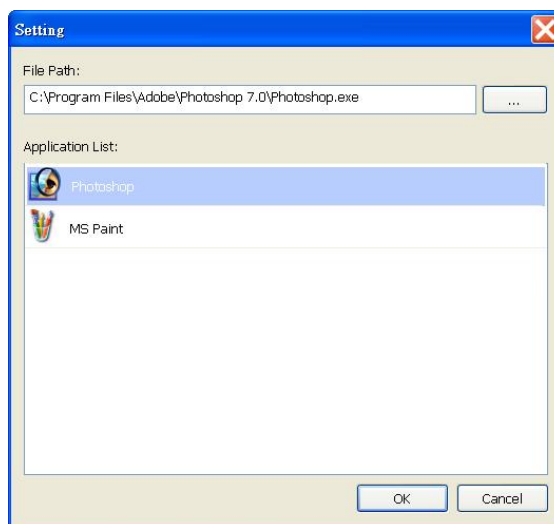 Setting
File Path:
C:\Program Files\Adobe\Photoshop 7.0\Photoshop.exe
...
Application List:
Photoshop
MS Paint
OK
Cancel